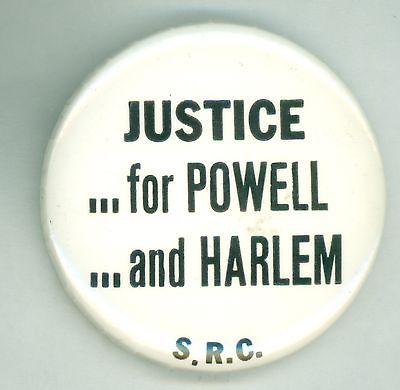 JUSTICE
...for POWELL
...and HARLEM
S.R.C.